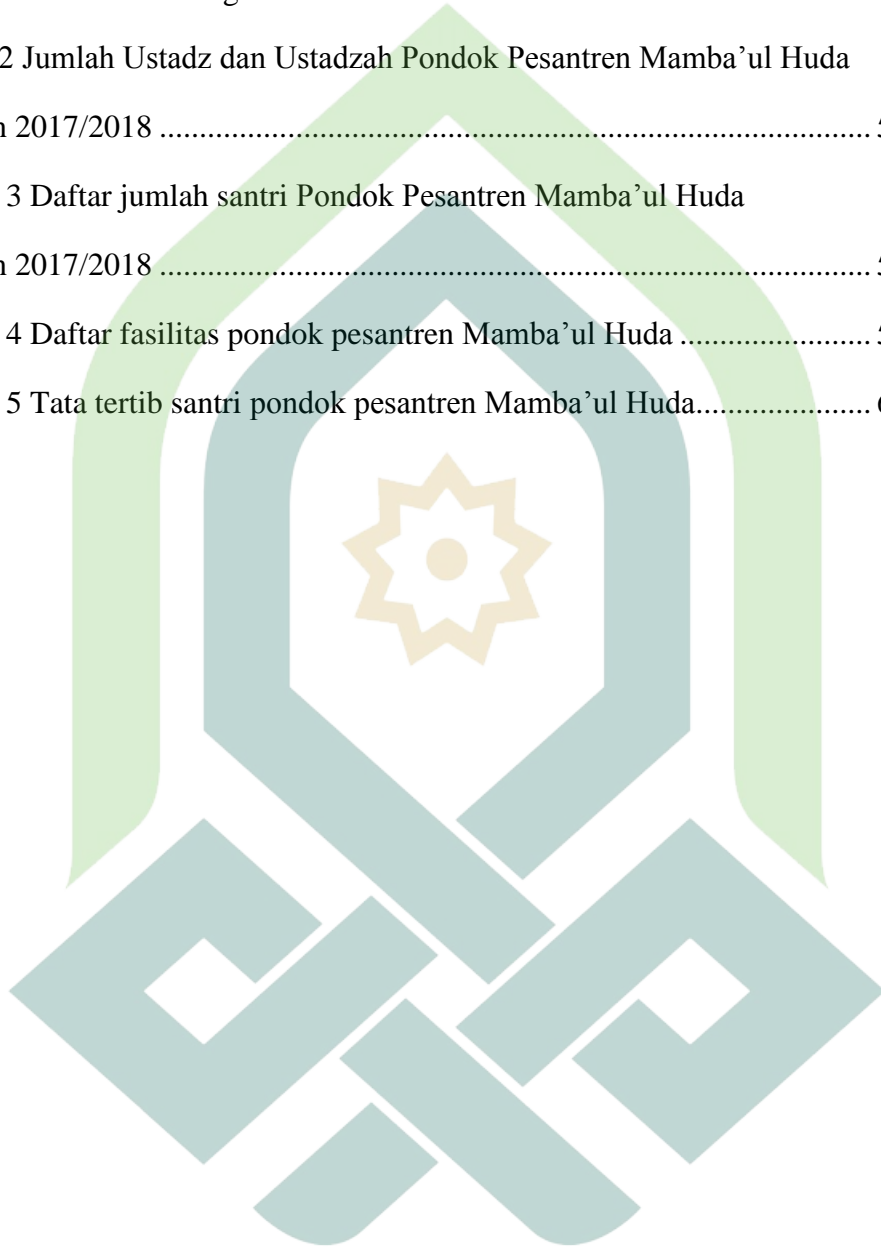 2 Jumlah Ustadz dan Ustadzah Pondok Pesantren Mamba’ul Huda
2017/2018 ..........................................................................................
3 Daftar jumlah santri Pondok Pesantren Mamba’ul Huda
2017/2018 ..........................................................................................
4 Daftar fasilitas pondok pesantren Mamba’ul Huda ........................
5 Tata tertib santri pondok pesantren Mamba’ul Huda......................